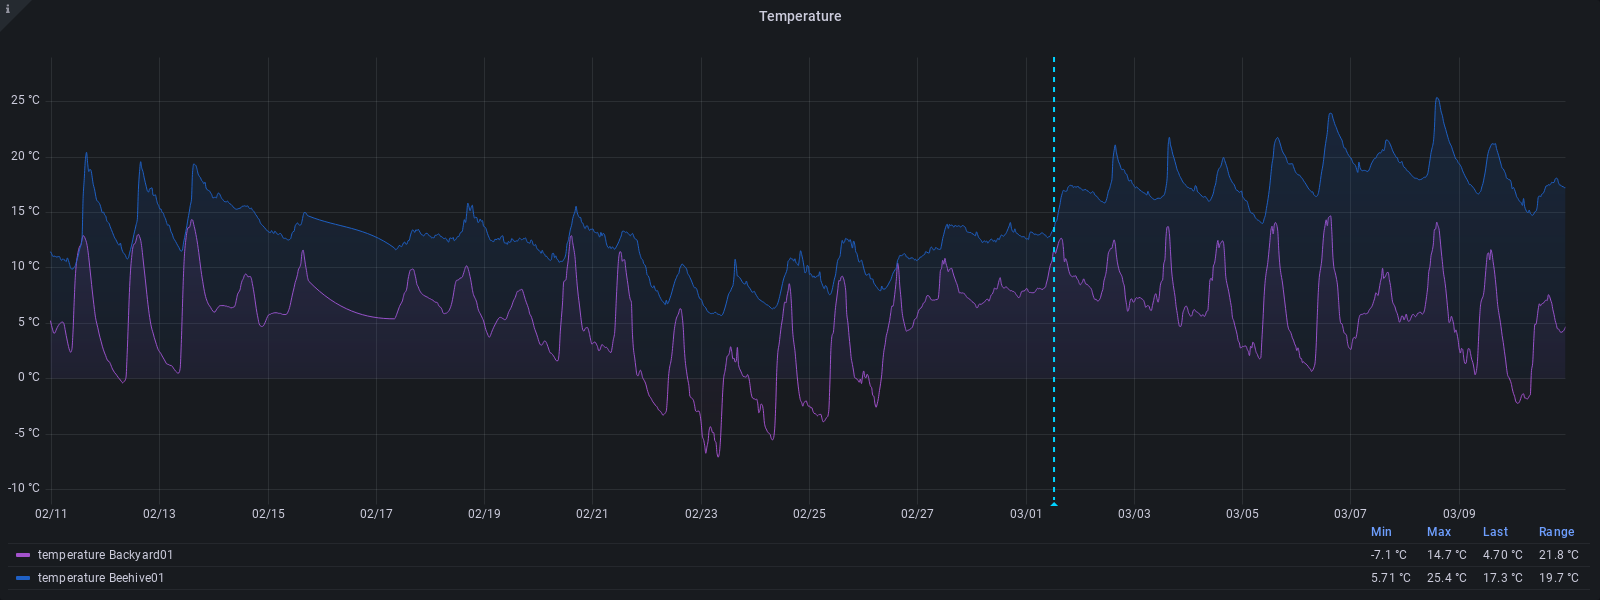 i
Temperature
25 °C
20 °C
15 °C
10 °C
5 °C
0 °C
-5 °C
-10 °C
02/11 02/13 02/15 02/17 02/19 02/21 02/23 02/25 02/27 03/01 03/03 03/05 03/07 03/09
Min Max Last Range
temperature Backyard01 -7.1 °C 14.7 °C 4.70 °C 21.8 °C
temperature Beehive01 5.71 °C 25.4 °C 17.3 °C 19.7 °C